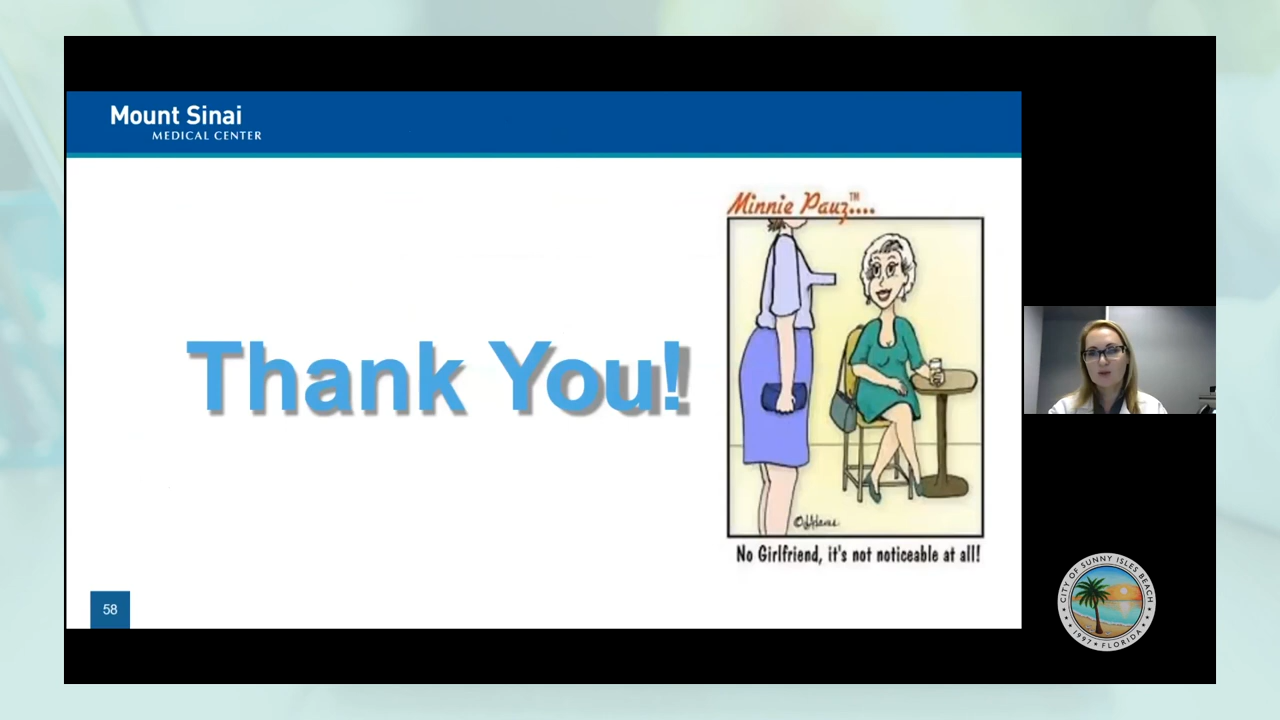 Mount Sinai
MEDICAL CENTER
Minnie Pauz™....
Thank You!
No Girlfriend, it's not noticeable at all!
58
CITY OF SUNNY ISLES BEACH
1997 ★ FLORIDA